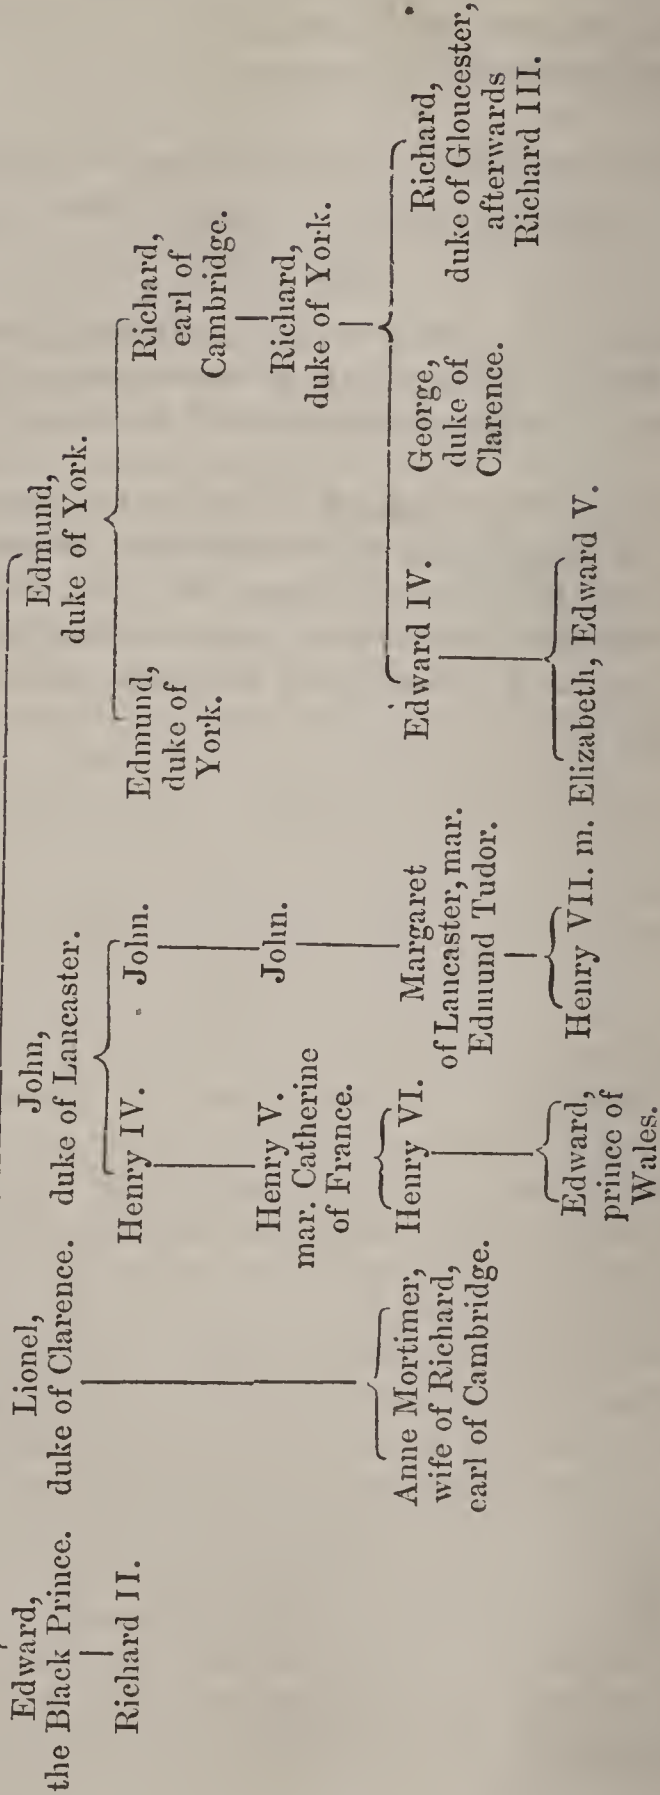 Edward,
the Black Prince.
Richard II.
Lionel,
duke of Clarence.
Anne Mortimer,
wife of Richard,
earl of Cambridge.
John,
duke of Lancaster.
Henry IV.
John.
Henry V.
mar. Catherine
of France.
John.
Henry VI.
Margaret
of Lancaster, mar.
Edmund Tudor.
Edward,
prince of
Wales.
Henry VII. m. Elizabeth, Edward V.
Edmund,
duke of York.
Edmund,
duke of
York.
Richard,
earl of
Cambridge.
Richard,
duke of York.
Edward IV.
George,
duke of
Clarence.
Richard,
duke of Gloucester,
afterwards
Richard III.